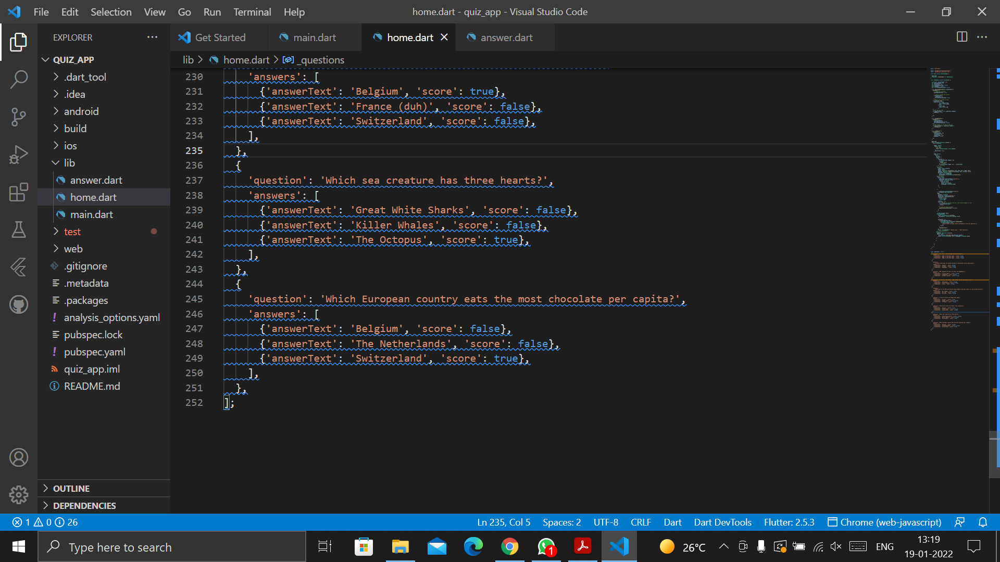 File Edit Selection View Go Run Terminal Help
home.dart - quiz_app - Visual Studio Code
EXPLORER
Get Started
main.dart
home.dart
answer.dart
QUIZ_APP
.dart_tool
.idea
android
build
ios
lib
answer.dart
home.dart
main.dart
test
web
.gitignore
.metadata
.packages
analysis_options.yaml
pubspec.lock
pubspec.yaml
quiz_app.iml
README.md
OUTLINE
DEPENDENCIES
lib > home.dart > _questions
230 'answers': [
231 {'answerText': 'Belgium', 'score': true},
232 {'answerText': 'France (duh)', 'score': false},
233 {'answerText': 'Switzerland', 'score': false},
234 ],
235 },
236 {
237 'question': 'Which sea creature has three hearts?',
238 'answers': [
239 {'answerText': 'Great White Sharks', 'score': false},
240 {'answerText': 'Killer Whales', 'score': false},
241 {'answerText': 'The Octopus', 'score': true},
242 ],
243 },
244 {
245 'question': 'Which European country eats the most chocolate per capita?',
246 'answers': [
247 {'answerText': 'Belgium', 'score': false},
248 {'answerText': 'The Netherlands', 'score': false},
249 {'answerText': 'Switzerland', 'score': true},
250 ],
251 },
252 ];
1 0 26
Ln 235, Col 5 Spaces: 2 UTF-8 CRLF Dart Dart DevTools Flutter: 2.5.3 Chrome (web-javascript)
Type here to search
1
26°C
ENG
13:19
19-01-2022